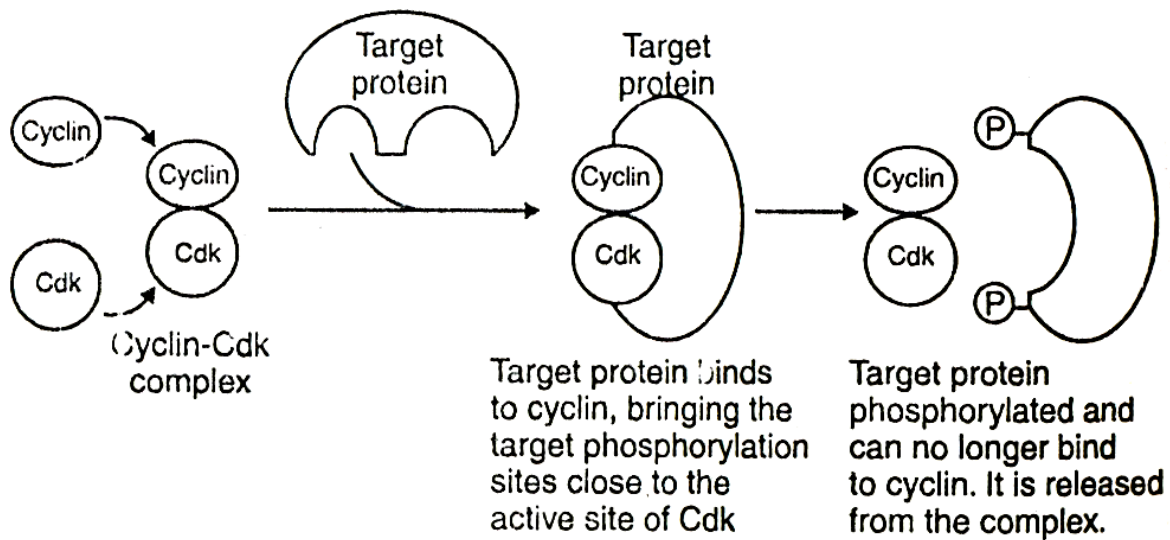 Target
protein
Target
protein
Cyclin
Cyclin
Cdk
Cdk
Cyclin-Cdk
complex
Cyclin
Cdk
Cyclin
Cdk
P
P
Target protein binds
to cyclin, bringing the
target phosphorylation
sites close to the
active site of Cdk
Target protein
phosphorylated and
can no longer bind
to cyclin. It is released
from the complex.